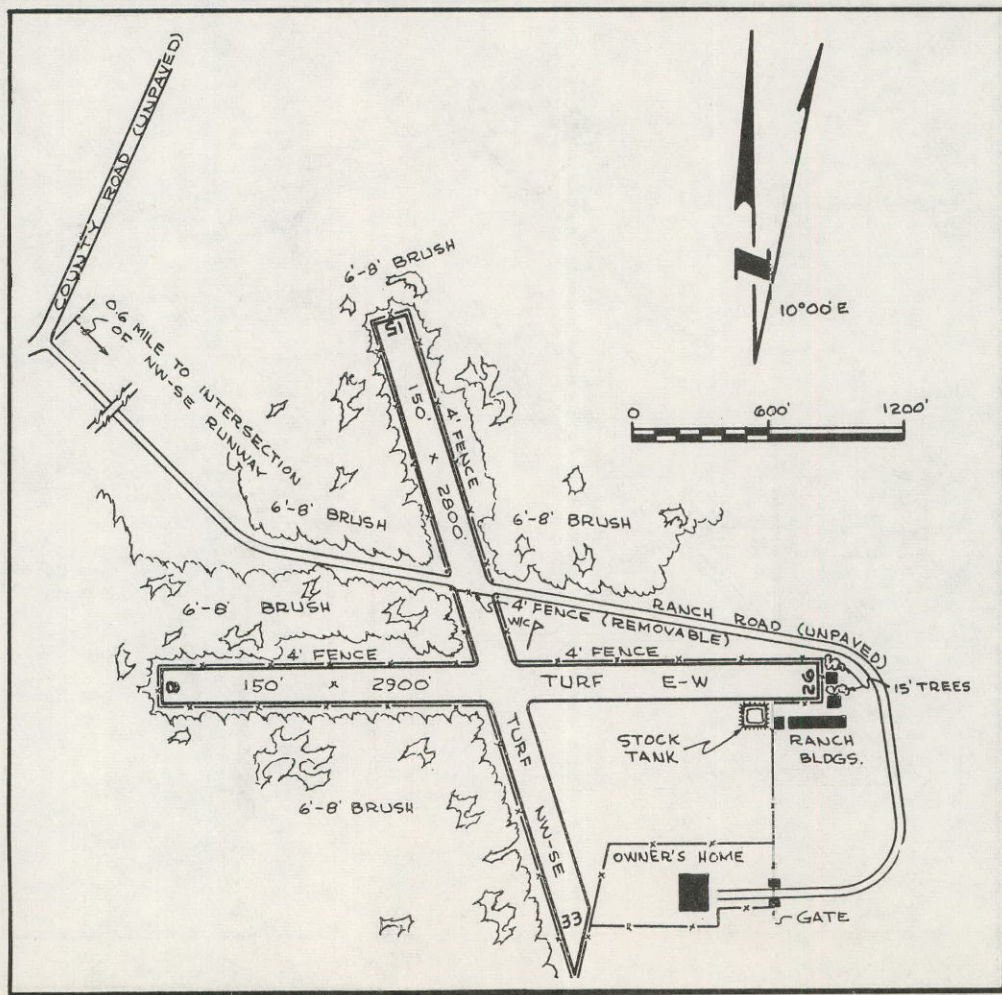 COUNTY ROAD (UNPAVED)
0.6 MILE TO INTERSECTION
OF NW-SE
RUNWAY
6'-8' BRUSH
15
150' x 2800'
4' FENCE
N
10°00'E
0 600' 1200'
6'-8' BRUSH
6'-8' BRUSH
6'-8' BRUSH
4' FENCE (REMOVABLE)
W/C
RANCH ROAD (UNPAVED)
4' FENCE
4' FENCE
8
150' x 2900'
TURF E-W
26
15' TREES
STOCK
TANK
RANCH
BLDGS.
TURF NW-SE
6'-8' BRUSH
OWNER'S HOME
33
GATE